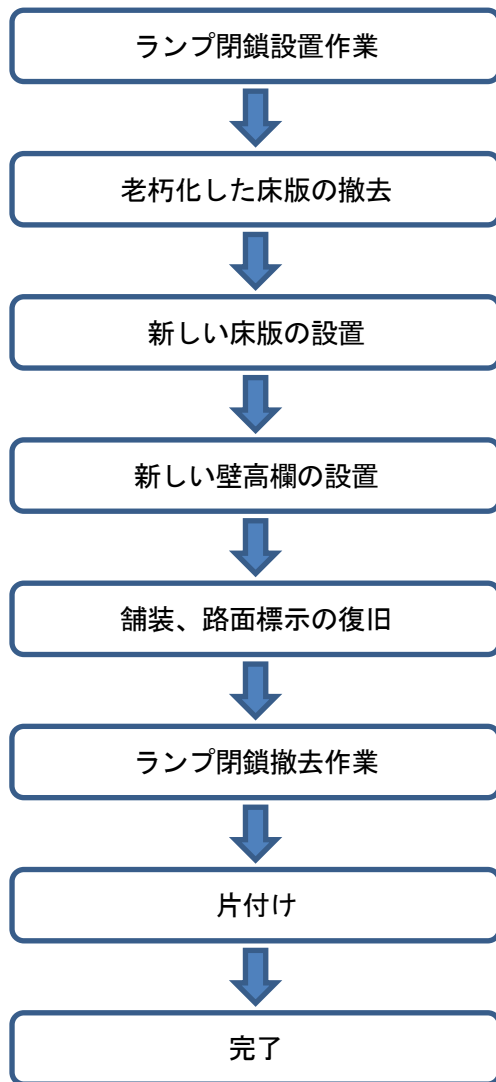 ランプ閉鎖設置作業
老朽化した床版の撤去
新しい床版の設置
新しい壁高欄の設置
舗装、路面標示の復旧
ランプ閉鎖撤去作業
片付け
完了